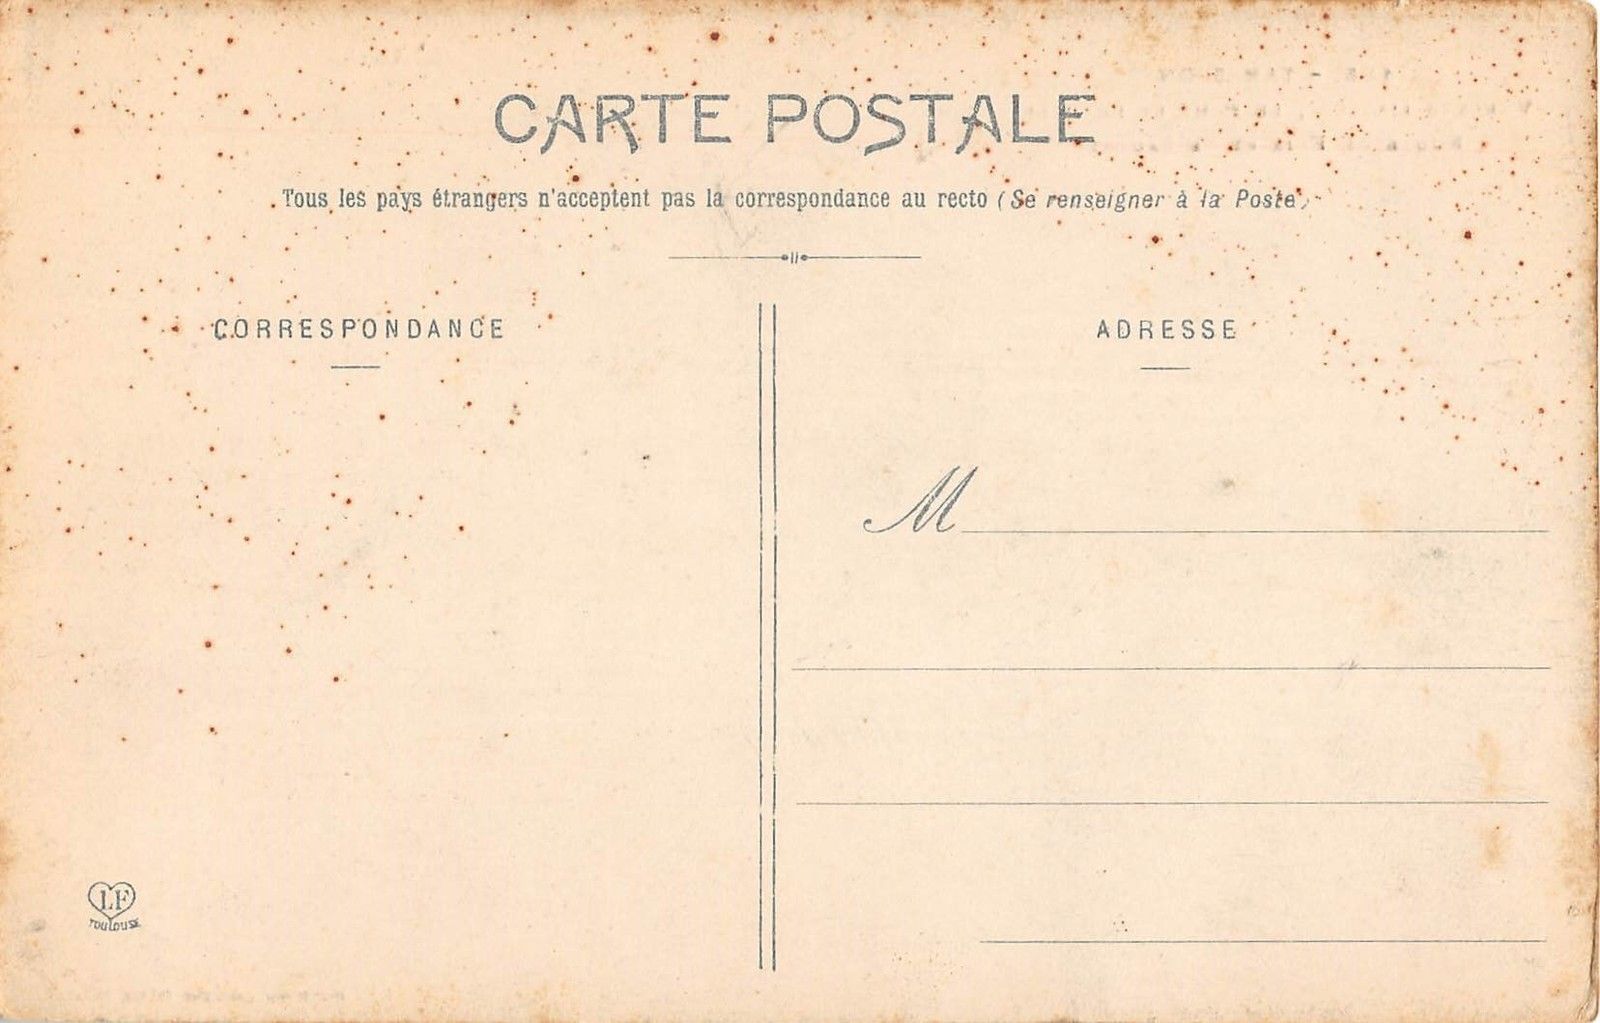 CARTE POSTALE
Tous les pays étrangers n'acceptent pas la correspondance au recto (Se renseigner à la Poste)
CORRESPONDANCE
ADRESSE
M
LF
TOULOUSE